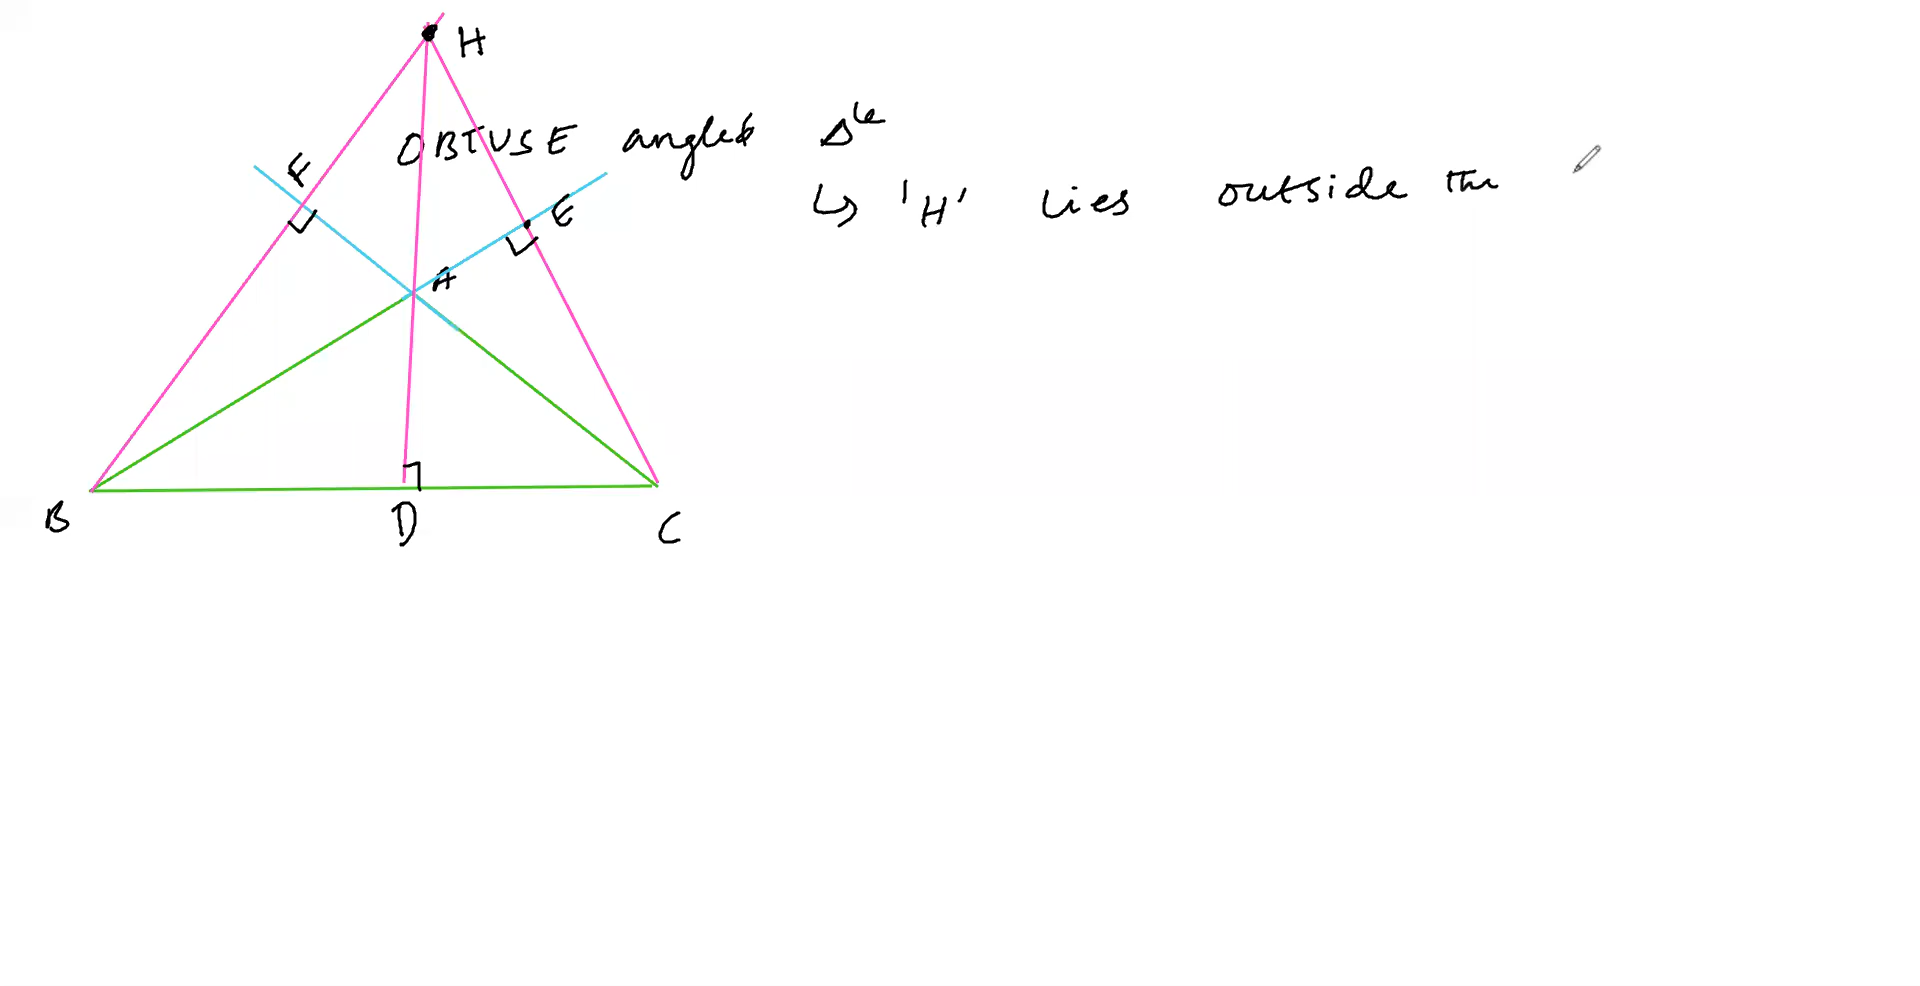 H
OBTUSE angled Δle
↳ 'H' lies outside the
F
E
A
B
D
C